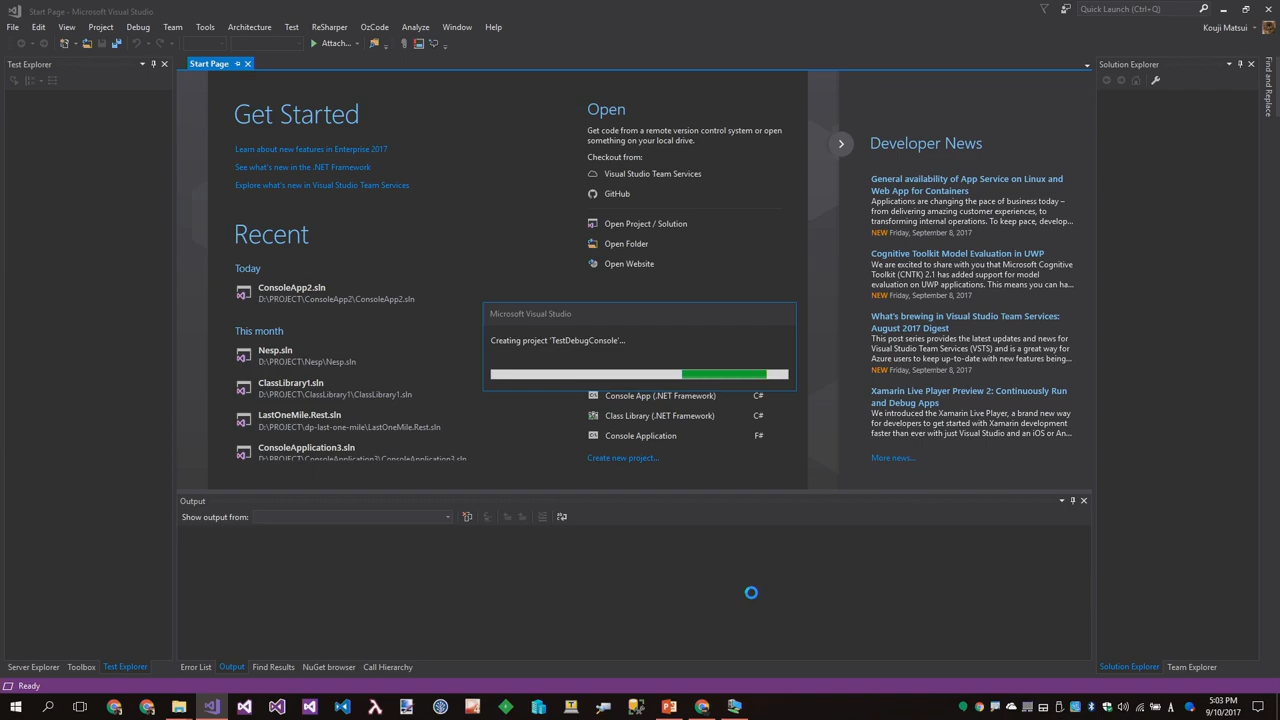 Start Page - Microsoft Visual Studio
Quick Launch (Ctrl+Q)
File Edit View Project Debug Team Tools Architecture Test ReSharper OzCode Analyze Window Help
Kouji Matsui
Attach...
Test Explorer
Start Page
Solution Explorer
Find and Replace
Get Started
Learn about new features in Enterprise 2017
See what's new in the .NET Framework
Explore what's new in Visual Studio Team Services
Recent
Today
ConsoleApp2.sln
D:\PROJECT\ConsoleApp2\ConsoleApp2.sln
This month
Nesp.sln
D:\PROJECT\Nesp\Nesp.sln
ClassLibrary1.sln
D:\PROJECT\ClassLibrary1\ClassLibrary1.sln
LastOneMile.Rest.sln
D:\PROJECT\dp-last-one-mile\LastOneMile.Rest.sln
ConsoleApplication3.sln
D:\PROJECT\ConsoleApplication3\ConsoleApplication3.sln
Open
Get code from a remote version control system or open
something on your local drive.
Checkout from:
Visual Studio Team Services
GitHub
Open Project / Solution
Open Folder
Open Website
Microsoft Visual Studio
Creating project 'TestDebugConsole'...
Console App (.NET Framework) C#
Class Library (.NET Framework) C#
Console Application F#
Create new project...
Developer News
General availability of App Service on Linux and
Web App for Containers
Applications are changing the pace of business today –
from delivering amazing customer experiences, to
transforming internal operations. To keep pace, develop...
NEW Friday, September 8, 2017
Cognitive Toolkit Model Evaluation in UWP
We are excited to share with you that Microsoft Cognitive
Toolkit (CNTK) 2.1 has added support for model
evaluation on UWP applications. This means you can ha...
NEW Friday, September 8, 2017
What's brewing in Visual Studio Team Services:
August 2017 Digest
This post series provides the latest updates and news for
Visual Studio Team Services (VSTS) and is a great way for
Azure users to keep up-to-date with new features being...
NEW Friday, September 8, 2017
Xamarin Live Player Preview 2: Continuously Run
and Debug Apps
We introduced the Xamarin Live Player, a brand new way
for developers to get started with Xamarin development
faster than ever with just Visual Studio and an iOS or An...
More news...
Output
Show output from:
Server Explorer Toolbox Test Explorer
Error List Output Find Results NuGet browser Call Hierarchy
Solution Explorer Team Explorer
Ready
5:03 PM
9/10/2017